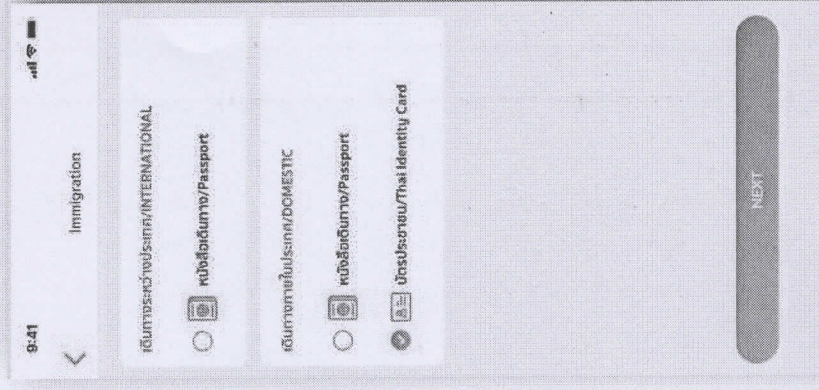 9:41
Immigration
เดินทางระหว่างประเทศ/INTERNATIONAL
หนังสือเดินทาง/Passport
เดินทางภายในประเทศ/DOMESTIC
หนังสือเดินทาง/Passport
บัตรประชาชน/Thai Identity Card
NEXT